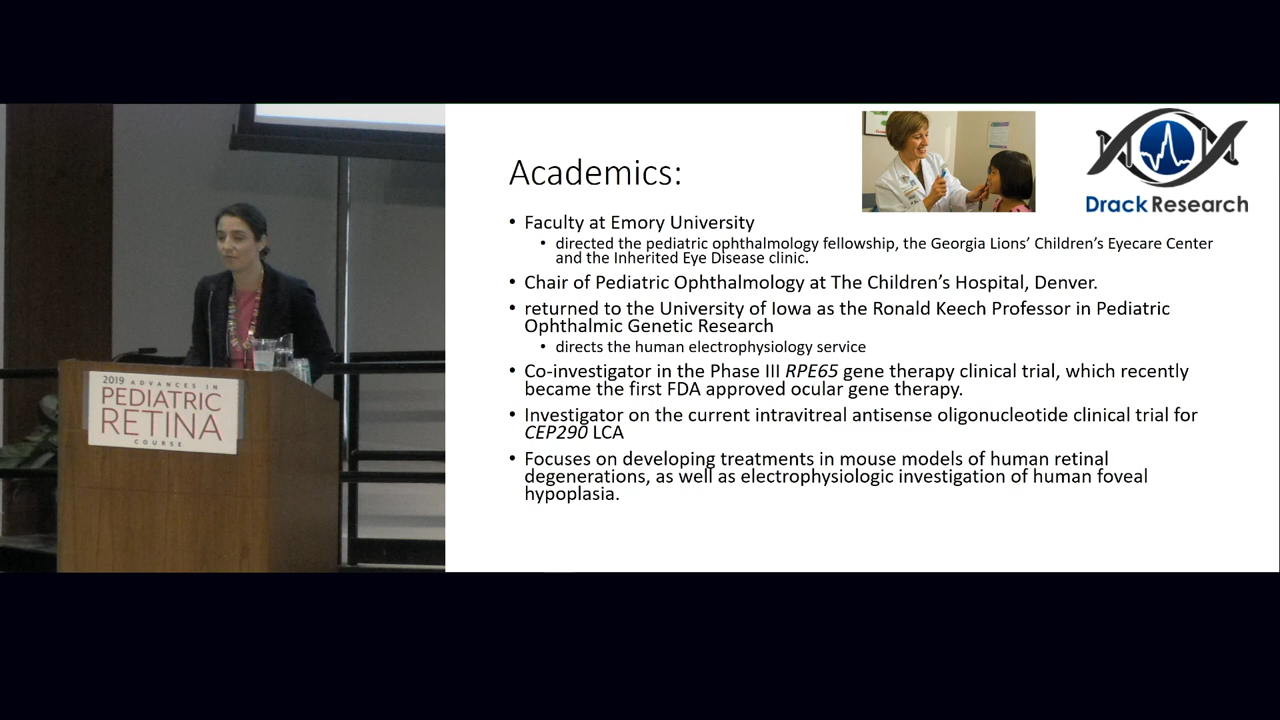 2019 ADVANCES IN
PEDIATRIC
RETINA
COURSE
Academics:
Drack Research
• Faculty at Emory University
• directed the pediatric ophthalmology fellowship, the Georgia Lions’ Children’s Eyecare Center
and the Inherited Eye Disease clinic.
• Chair of Pediatric Ophthalmology at The Children’s Hospital, Denver.
• returned to the University of Iowa as the Ronald Keech Professor in Pediatric
Ophthalmic Genetic Research
• directs the human electrophysiology service
• Co-investigator in the Phase III RPE65 gene therapy clinical trial, which recently
became the first FDA approved ocular gene therapy.
• Investigator on the current intravitreal antisense oligonucleotide clinical trial for
CEP290 LCA
• Focuses on developing treatments in mouse models of human retinal
degenerations, as well as electrophysiologic investigation of human foveal
hypoplasia.